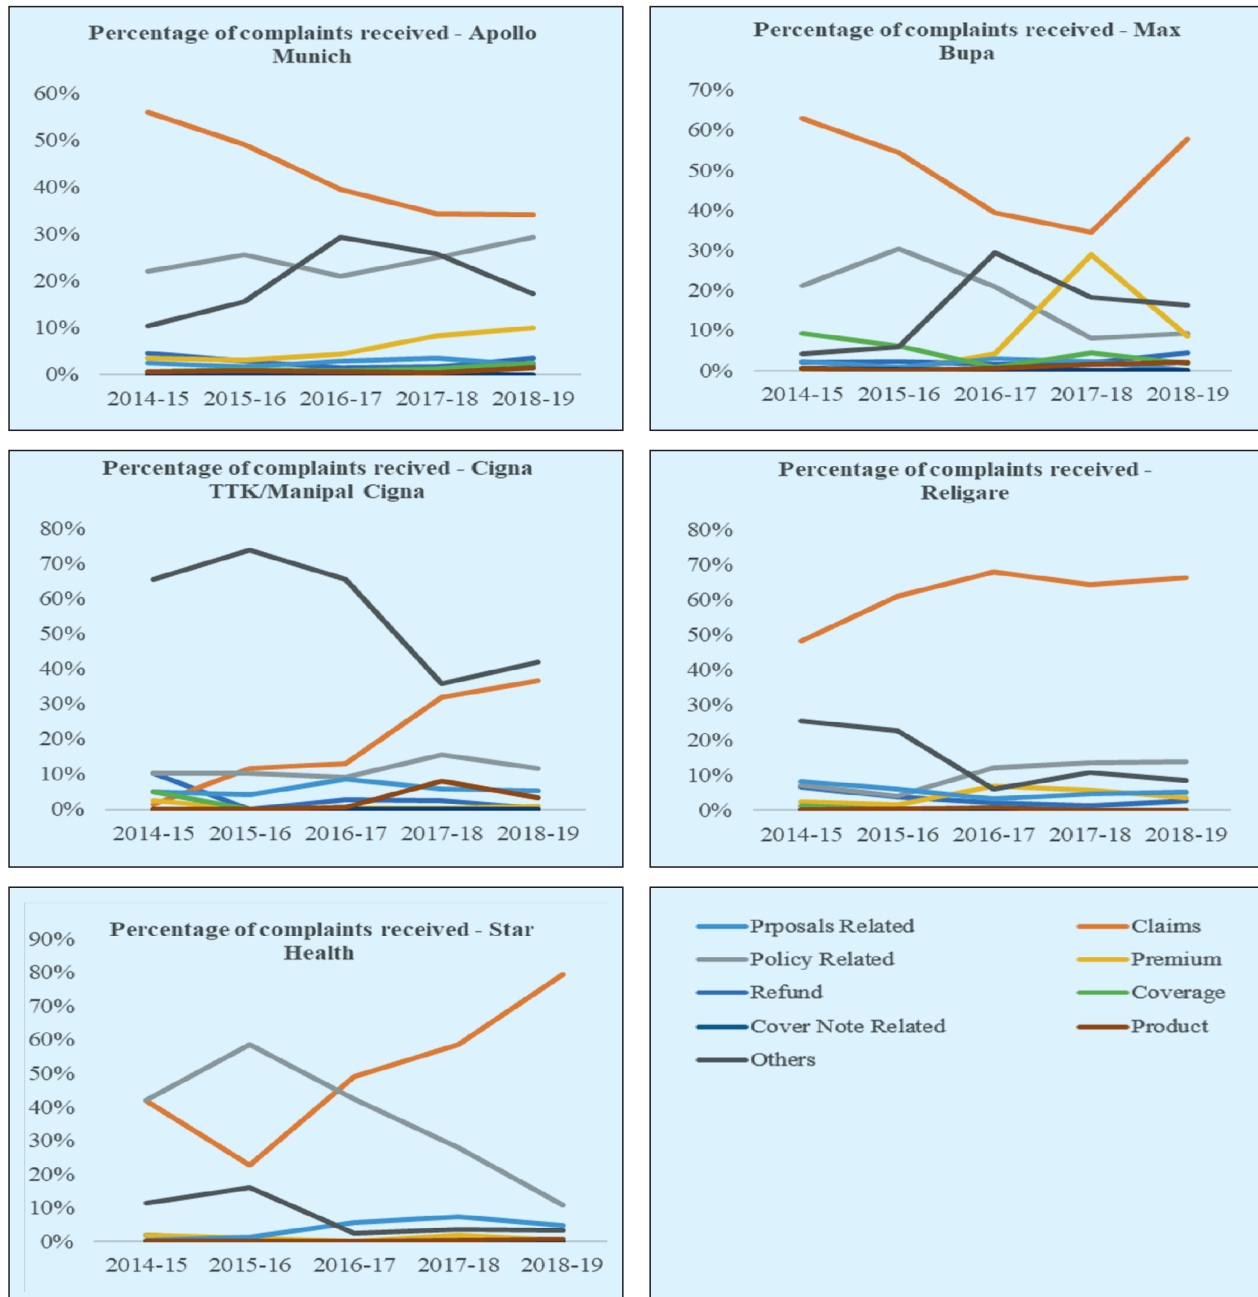 Percentage of complaints received - Apollo
Munich
60%
50%
40%
30%
20%
10%
0%
2014-15 2015-16 2016-17 2017-18 2018-19
Percentage of complaints received - Max
Bupa
70%
60%
50%
40%
30%
20%
10%
0%
2014-15 2015-16 2016-17 2017-18 2018-19
Percentage of complaints recived - Cigna
TTK/Manipal Cigna
80%
70%
60%
50%
40%
30%
20%
10%
0%
2014-15 2015-16 2016-17 2017-18 2018-19
Percentage of complaints received -
Religare
80%
70%
60%
50%
40%
30%
20%
10%
0%
2014-15 2015-16 2016-17 2017-18 2018-19
Percentage of complaints received - Star
Health
90%
80%
70%
60%
50%
40%
30%
20%
10%
0%
2014-15 2015-16 2016-17 2017-18 2018-19
Prposals Related Claims
Policy Related Premium
Refund Coverage
Cover Note Related Product
Others